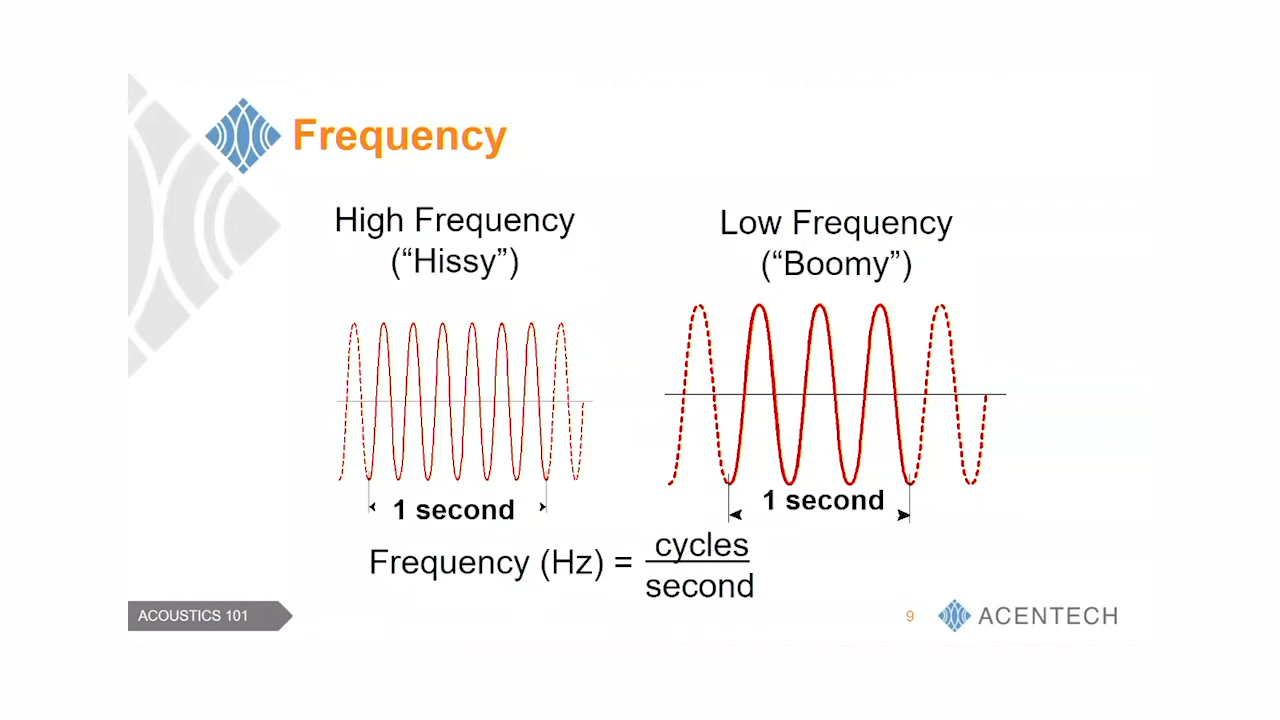 Frequency
High Frequency
(“Hissy”)
Low Frequency
(“Boomy”)
1 second
1 second
Frequency (Hz) = cycles
second
ACOUSTICS 101
9
ACENTECH